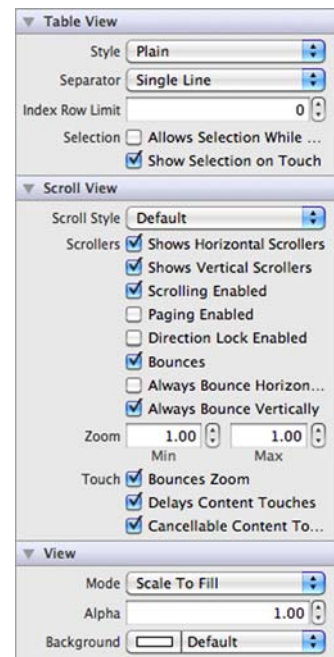 Table View
Style Plain
Separator Single Line
Index Row Limit 0
Selection Allows Selection While ...
Show Selection on Touch
Scroll View
Scroll Style Default
Scrollers Shows Horizontal Scrollers
Shows Vertical Scrollers
Scrolling Enabled
Paging Enabled
Direction Lock Enabled
Bounces
Always Bounce Horizon...
Always Bounce Vertically
Zoom 1.00 1.00
Min Max
Touch Bounces Zoom
Delays Content Touches
Cancellable Content To...
View
Mode Scale To Fill
Alpha 1.00
Background Default